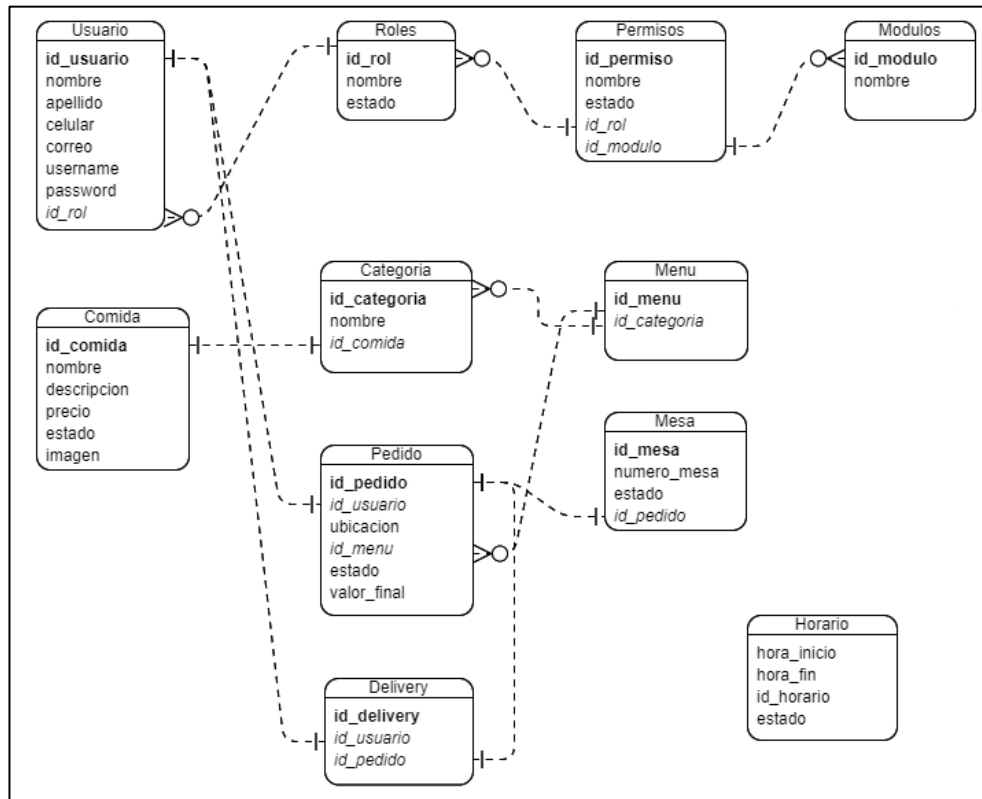 Usuario
id_usuario
nombre
apellido
celular
correo
username
password
id_rol
Roles
id_rol
nombre
estado
Permisos
id_permiso
nombre
estado
id_rol
id_modulo
Modulos
id_modulo
nombre
Comida
id_comida
nombre
descripcion
precio
estado
imagen
Categoria
id_categoria
nombre
id_comida
Menu
id_menu
id_categoria
Pedido
id_pedido
id_usuario
ubicacion
id_menu
estado
valor_final
Mesa
id_mesa
numero_mesa
estado
id_pedido
Delivery
id_delivery
id_usuario
id_pedido
Horario
hora_inicio
hora_fin
id_horario
estado